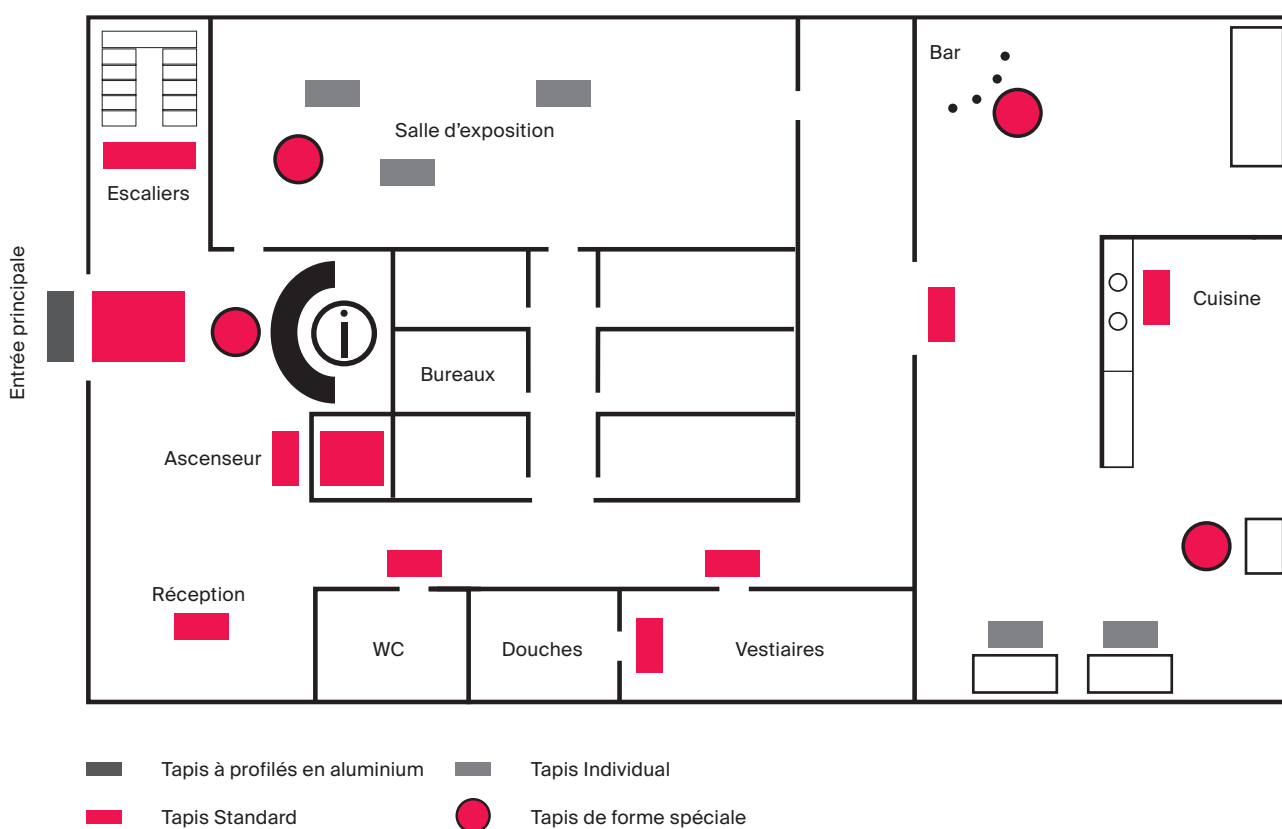 Bar
Salle d'exposition
Escaliers
Entrée principale
i
Cuisine
Bureaux
Ascenseur
Réception
WC
Douches
Vestiaires
Tapis à profilés en aluminium
Tapis Individual
Tapis Standard
Tapis de forme spéciale